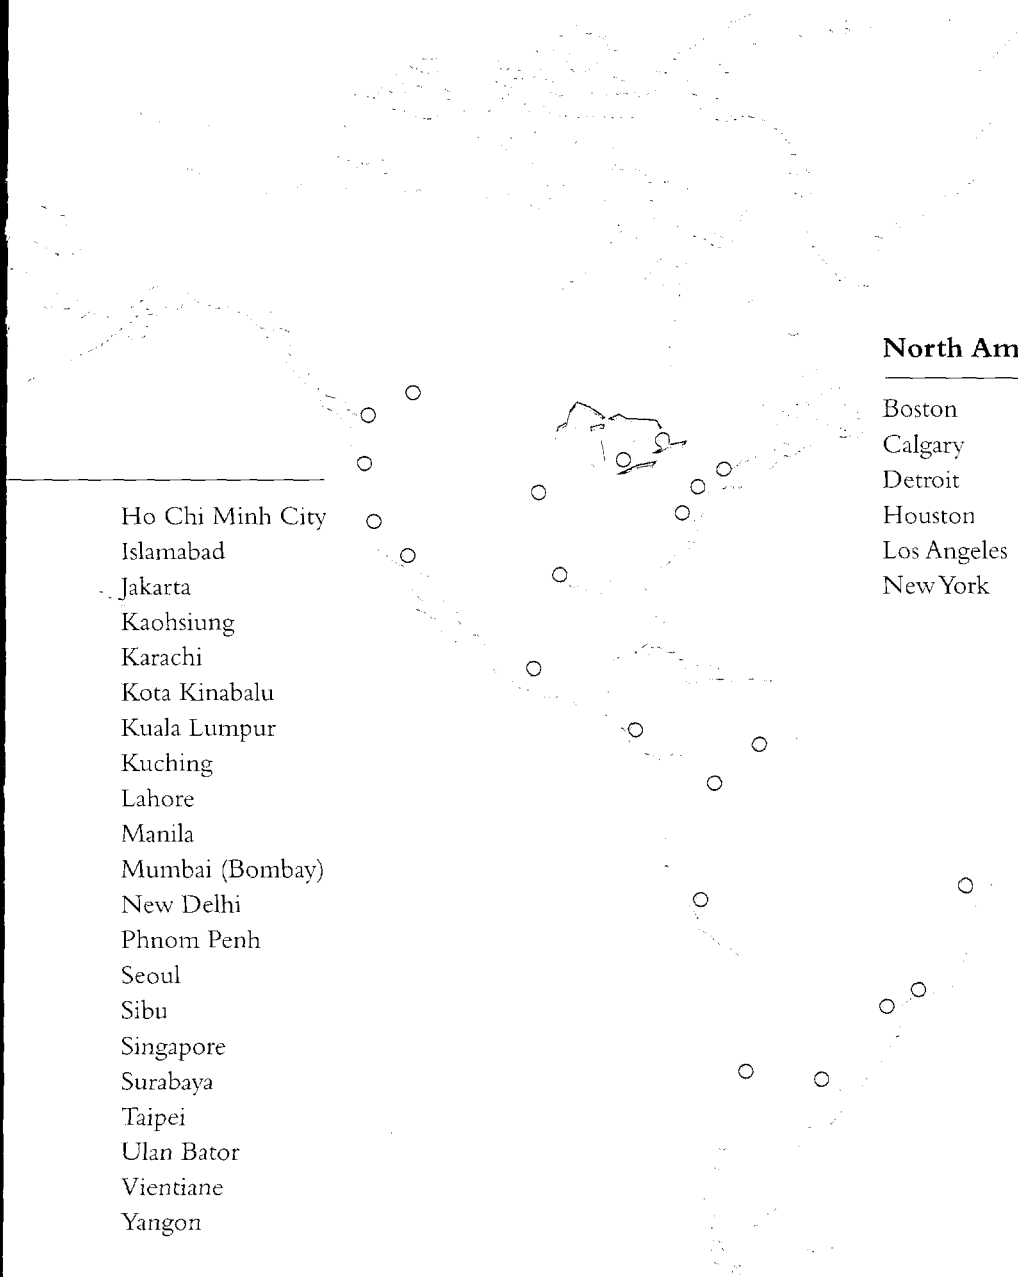 Ho Chi Minh City
Islamabad
Jakarta
Kaohsiung
Karachi
Kota Kinabalu
Kuala Lumpur
Kuching
Lahore
Manila
Mumbai (Bombay)
New Delhi
Phnom Penh
Seoul
Sibu
Singapore
Surabaya
Taipei
Ulan Bator
Vientiane
Yangon
North Am
Boston
Calgary
Detroit
Houston
Los Angeles
New York